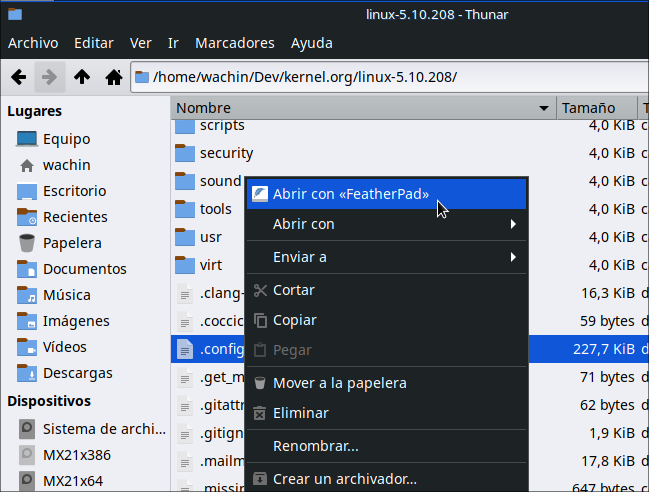 linux-5.10.208 - Thunar
Archivo Editar Ver Ir Marcadores Ayuda
/home/wachin/Dev/kernel.org/linux-5.10.208/
Lugares
Equipo
wachin
Escritorio
Recientes
Papelera
Documentos
Música
Imágenes
Vídeos
Descargas
Dispositivos
Sistema de archi...
MX21x386
MX21x64
Nombre Tamaño T
scripts 4,0 KiB c
security 4,0 KiB c
sound 4,0 KiB c
tools 4,0 KiB c
usr 4,0 KiB c
virt 4,0 KiB c
.clang- 16,3 KiB d
.coccic 59 bytes c
.config 227,7 KiB d
.get_m 71 bytes c
.gitattr 62 bytes c
.gitign 1,9 KiB d
.mailm 17,8 KiB d
.missin 647 bytes c
Abrir con «FeatherPad»
Abrir con
Enviar a
Cortar
Copiar
Pegar
Mover a la papelera
Eliminar
Renombrar...
Crear un archivador...